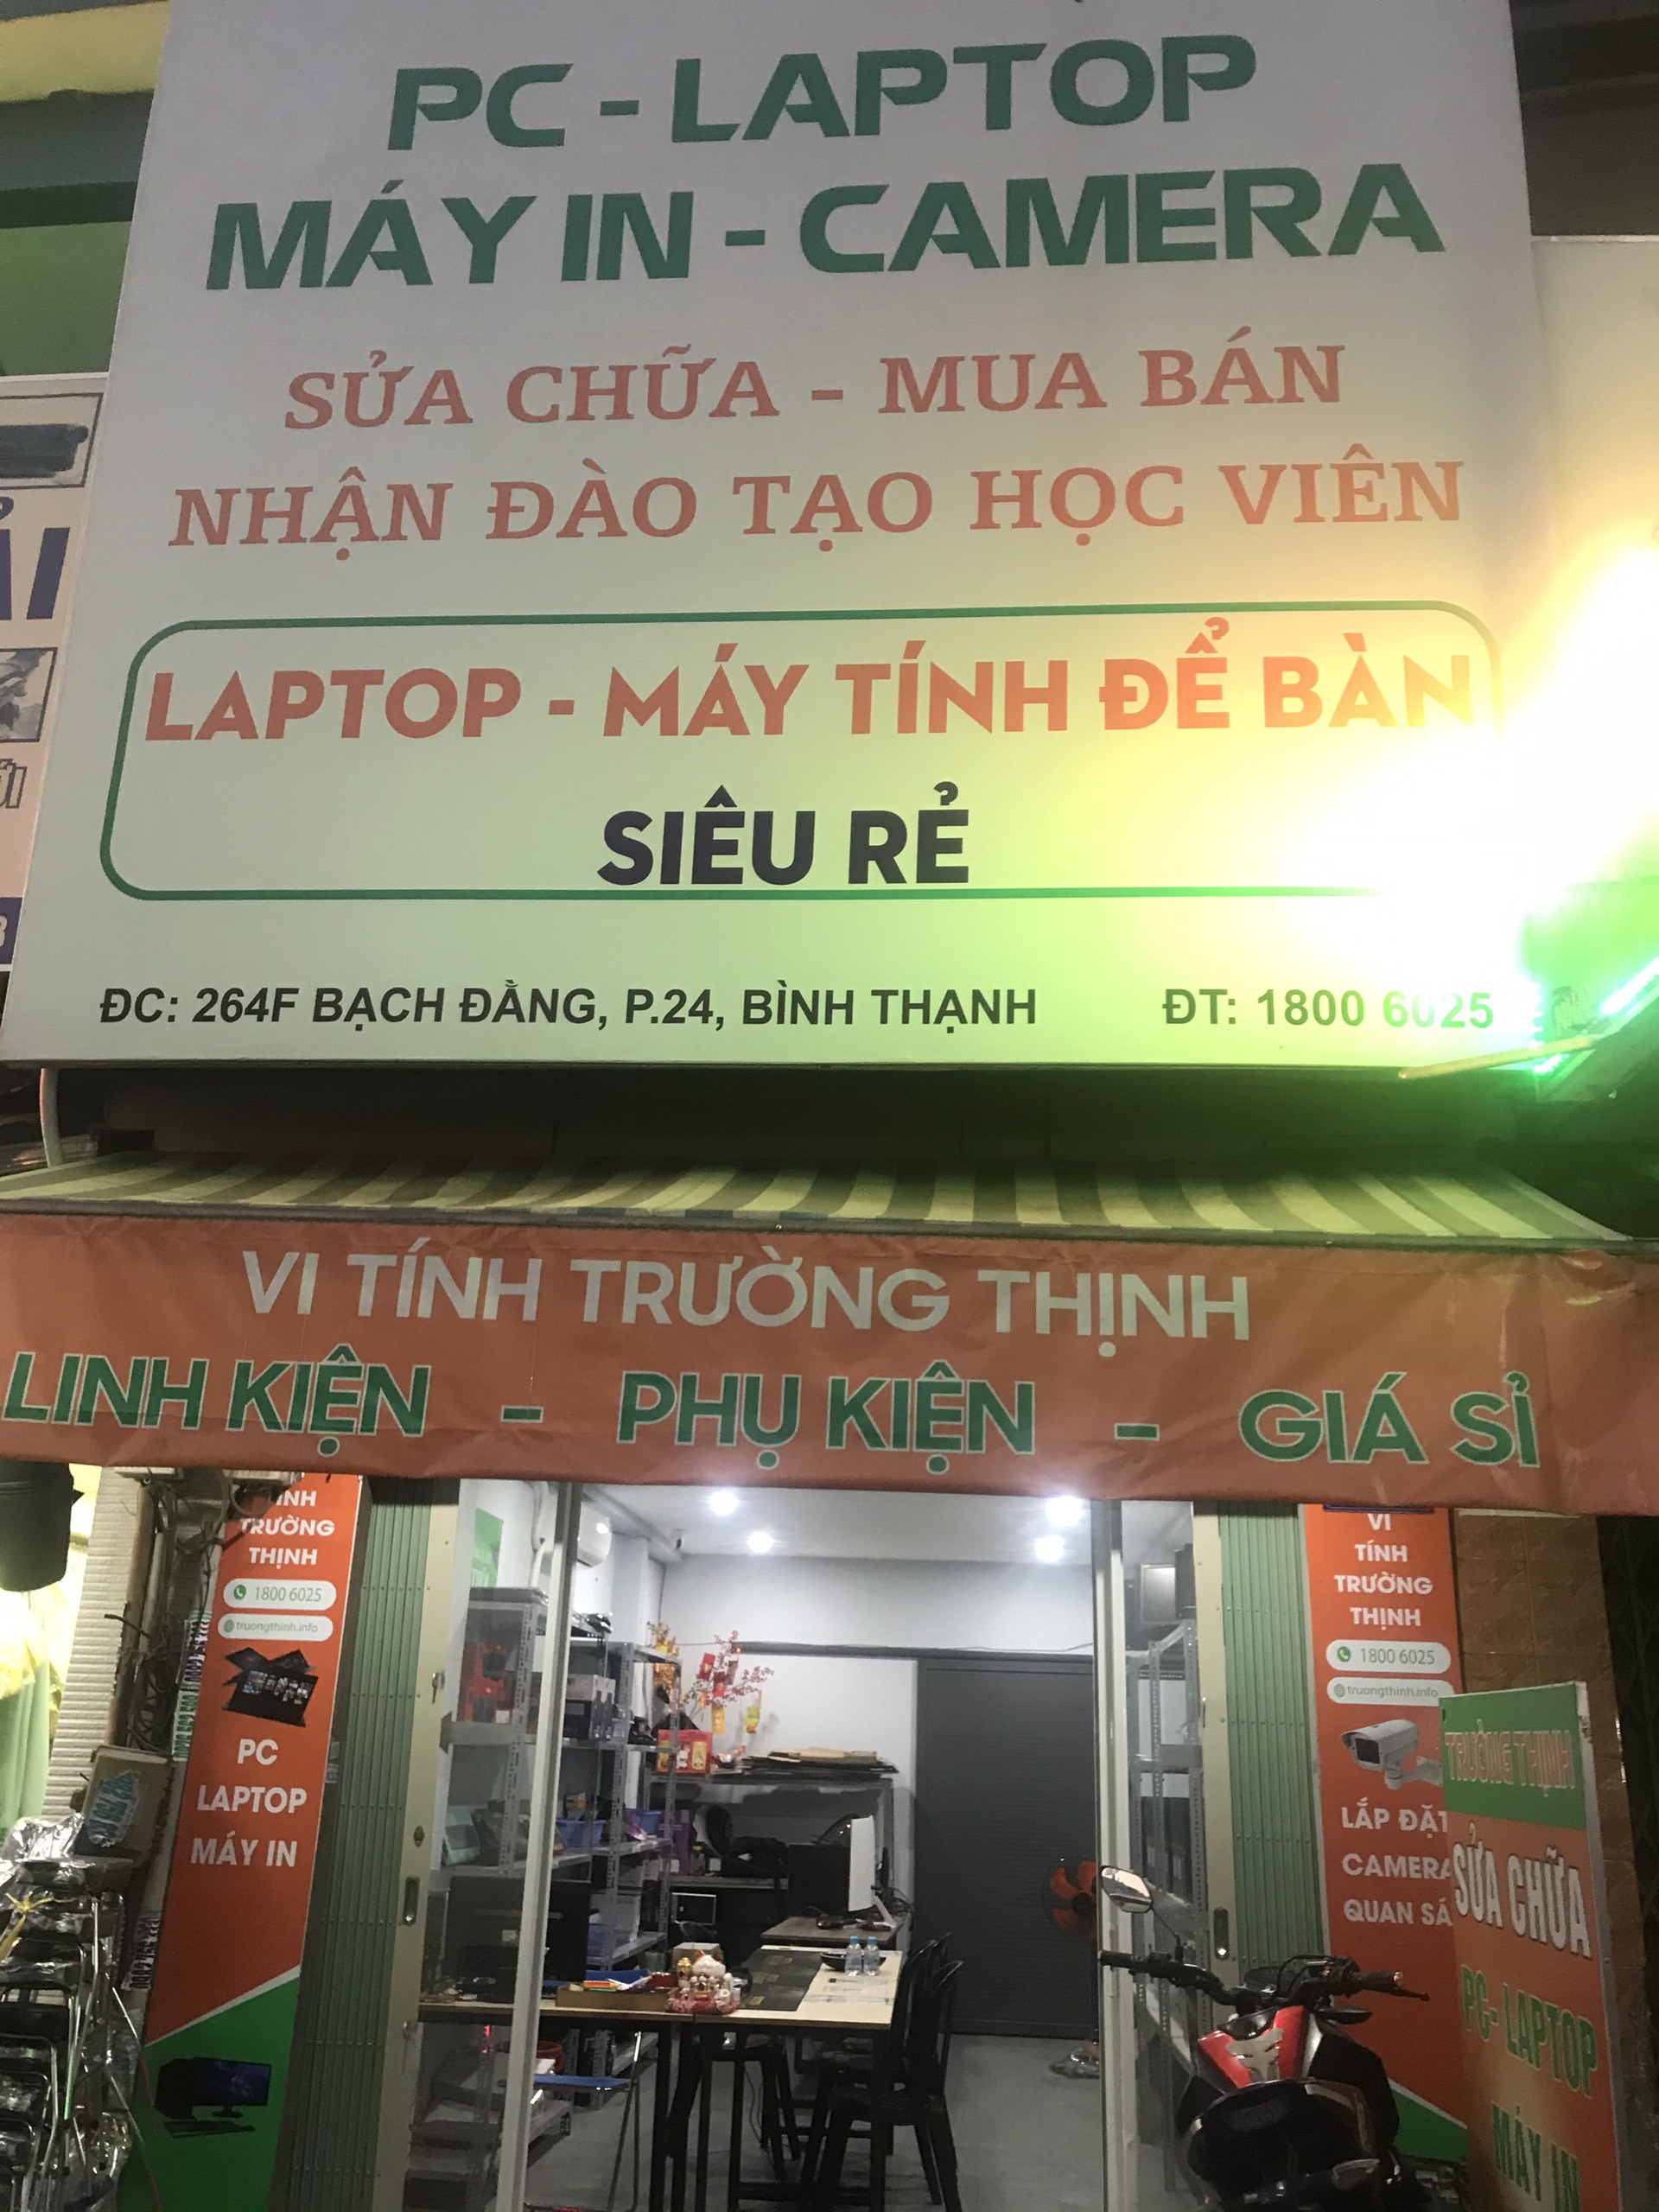 PC - LAPTOP
MÁY IN - CAMERA
SỬA CHỮA - MUA BÁN
NHẬN ĐÀO TẠO HỌC VIÊN
LAPTOP - MÁY TÍNH ĐỂ BÀN
SIÊU RẺ
ĐC: 264F BẠCH ĐẰNG, P.24, BÌNH THẠNH
ĐT: 1800 6025
VI TÍNH TRƯỜNG THỊNH
LINH KIỆN - PHỤ KIỆN - GIÁ SỈ
TRƯỜNG
THỊNH
1800 6025
truongthinh.info
PC
LAPTOP
MÁY IN
VI
TÍNH
TRƯỜNG
THỊNH
1800 6025
truongthinh.info
LẮP ĐẶT
CAMERA
QUAN SÁ
TRƯỜNG THỊNH
SỬA CHỮA
PC- LAPTOP
MÁY IN